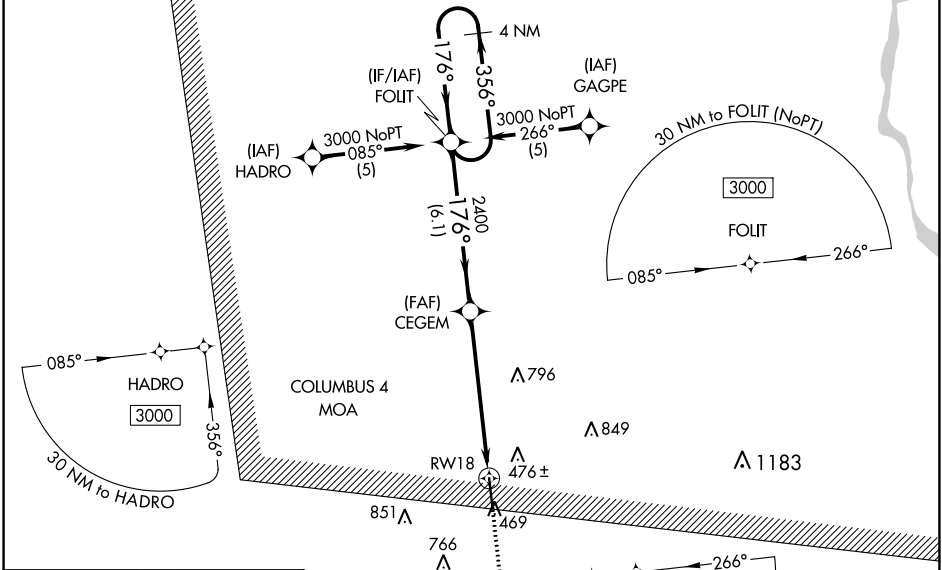 4 NM
176°
356°
(IF/IAF)
FOLIT
(IAF)
GAGPE
3000 NoPT
266°
(5)
(IAF)
HADRO
3000 NoPT
085°
(5)
30 NM to FOLIT (NoPT)
3000
FOLIT
085°
266°
2400
176°
(6.1)
(FAF)
CEGEM
085°
HADRO
3000
356°
30 NM to HADRO
COLUMBUS 4
MOA
796
849
1183
RW18
476±
469
851
766
266°